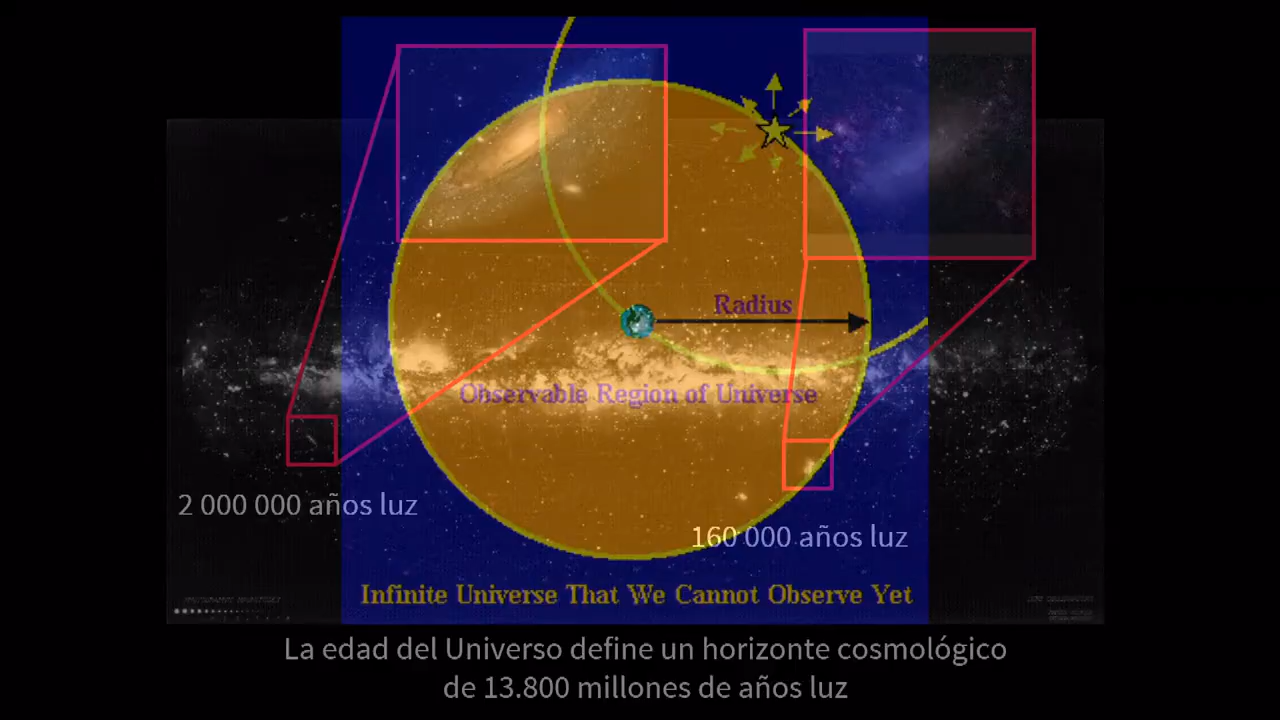 Radius
Observable Region of Universe
2 000 000 años luz
160 000 años luz
Infinite Universe That We Cannot Observe Yet
La edad del Universo define un horizonte cosmológico
de 13.800 millones de años luz